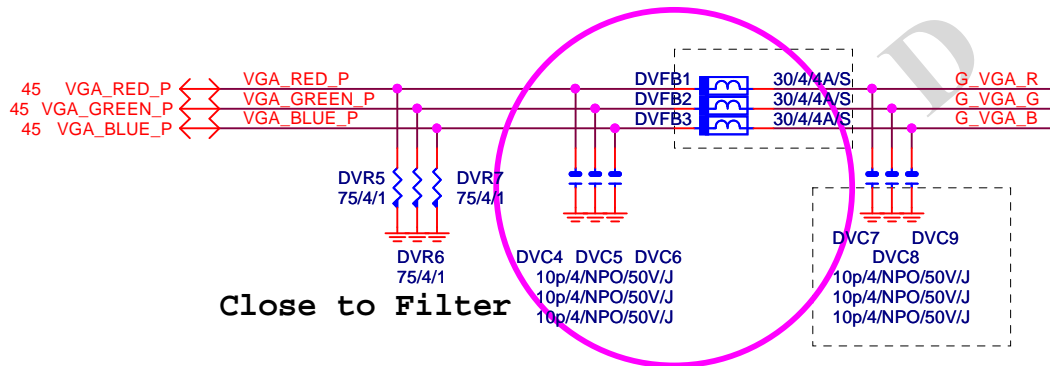 D
45 VGA_RED_P VGA_RED_P DVFB1 30/4/4A/S G_VGA_R
45 VGA_GREEN_P VGA_GREEN_P DVFB2 30/4/4A/S G_VGA_G
45 VGA_BLUE_P VGA_BLUE_P DVFB3 30/4/4A/S G_VGA_B
DVR5 DVR7
75/4/1 75/4/1
DVC7 DVC9
DVR6 DVC4 DVC5 DVC6 DVC8
75/4/1 10p/4/NPO/50V/J 10p/4/NPO/50V/J
10p/4/NPO/50V/J 10p/4/NPO/50V/J
Close to Filter 10p/4/NPO/50V/J 10p/4/NPO/50V/J